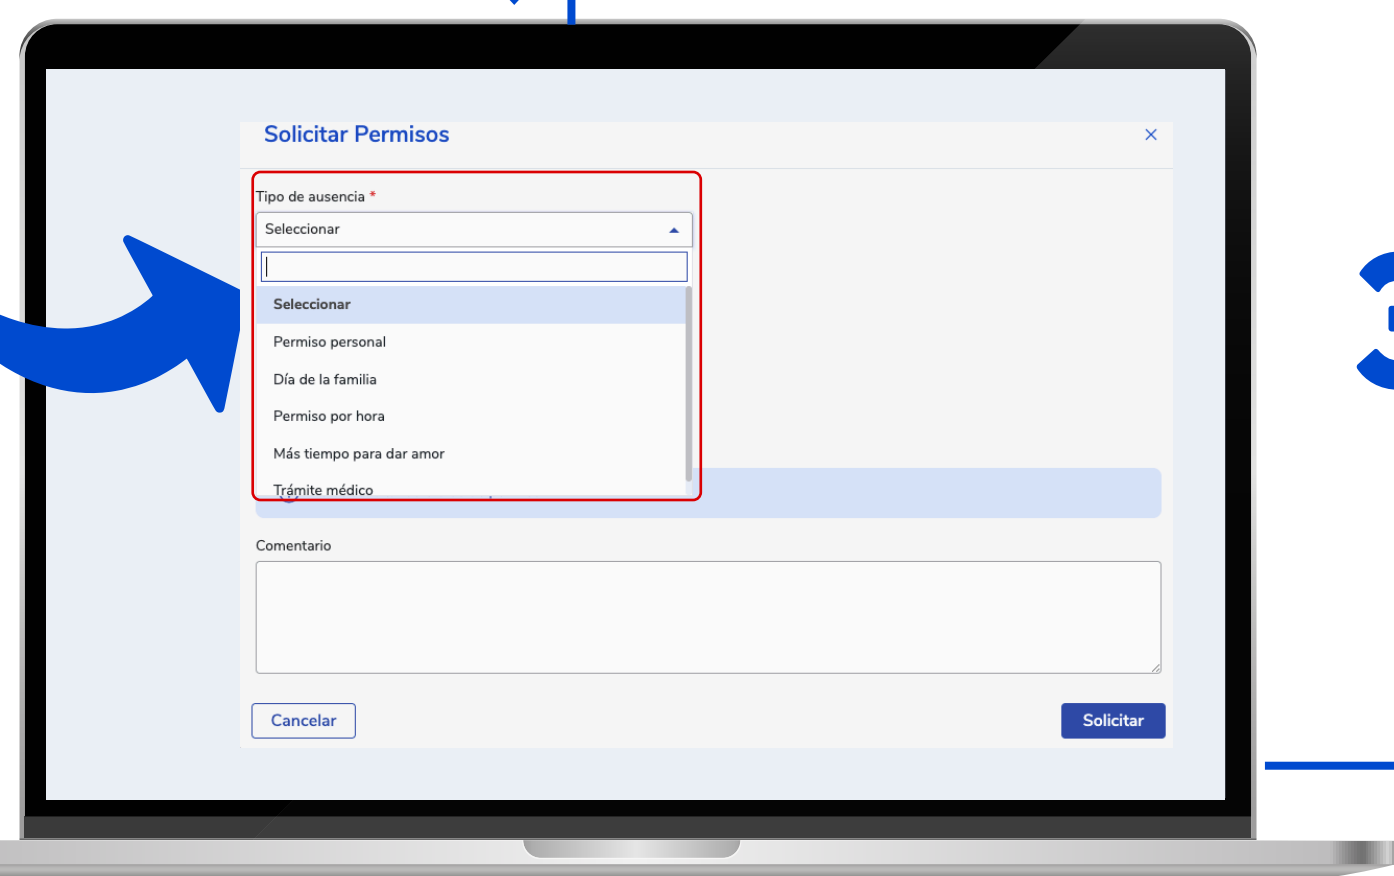 Solicitar Permisos
Tipo de ausencia *
Seleccionar
Seleccionar
Permiso personal
Día de la familia
Permiso por hora
Más tiempo para dar amor
Trámite médico
Comentario
Cancelar
Solicitar
3